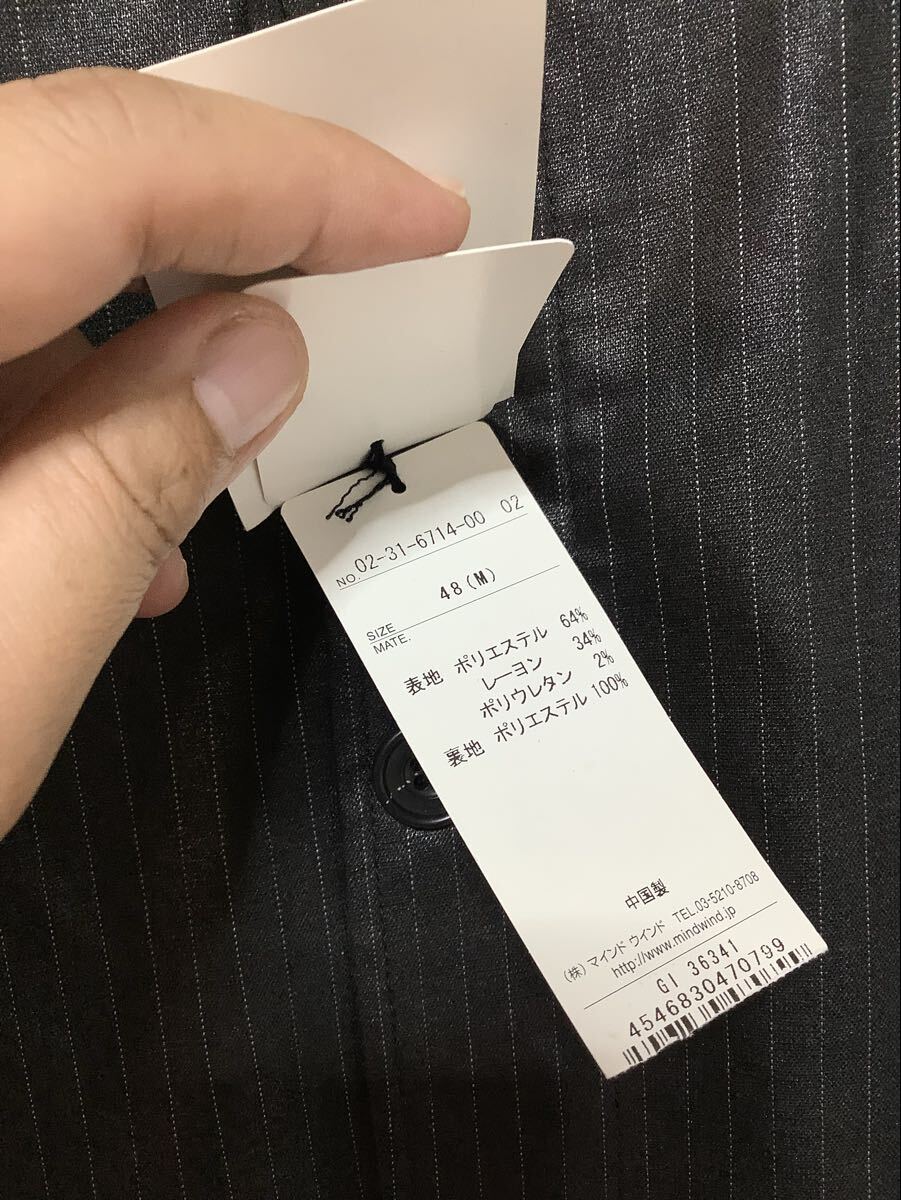 NO. 02-31-6714-00 02
SIZE 48(M)
MATE.
表地 ポリエステル 64%
レーヨン 34%
ポリウレタン 2%
裏地 ポリエステル 100%
中国製
(株)マインド ウインド TEL.03-5210-8708
http://www.mindwind.jp
GI 36341
4546830470799